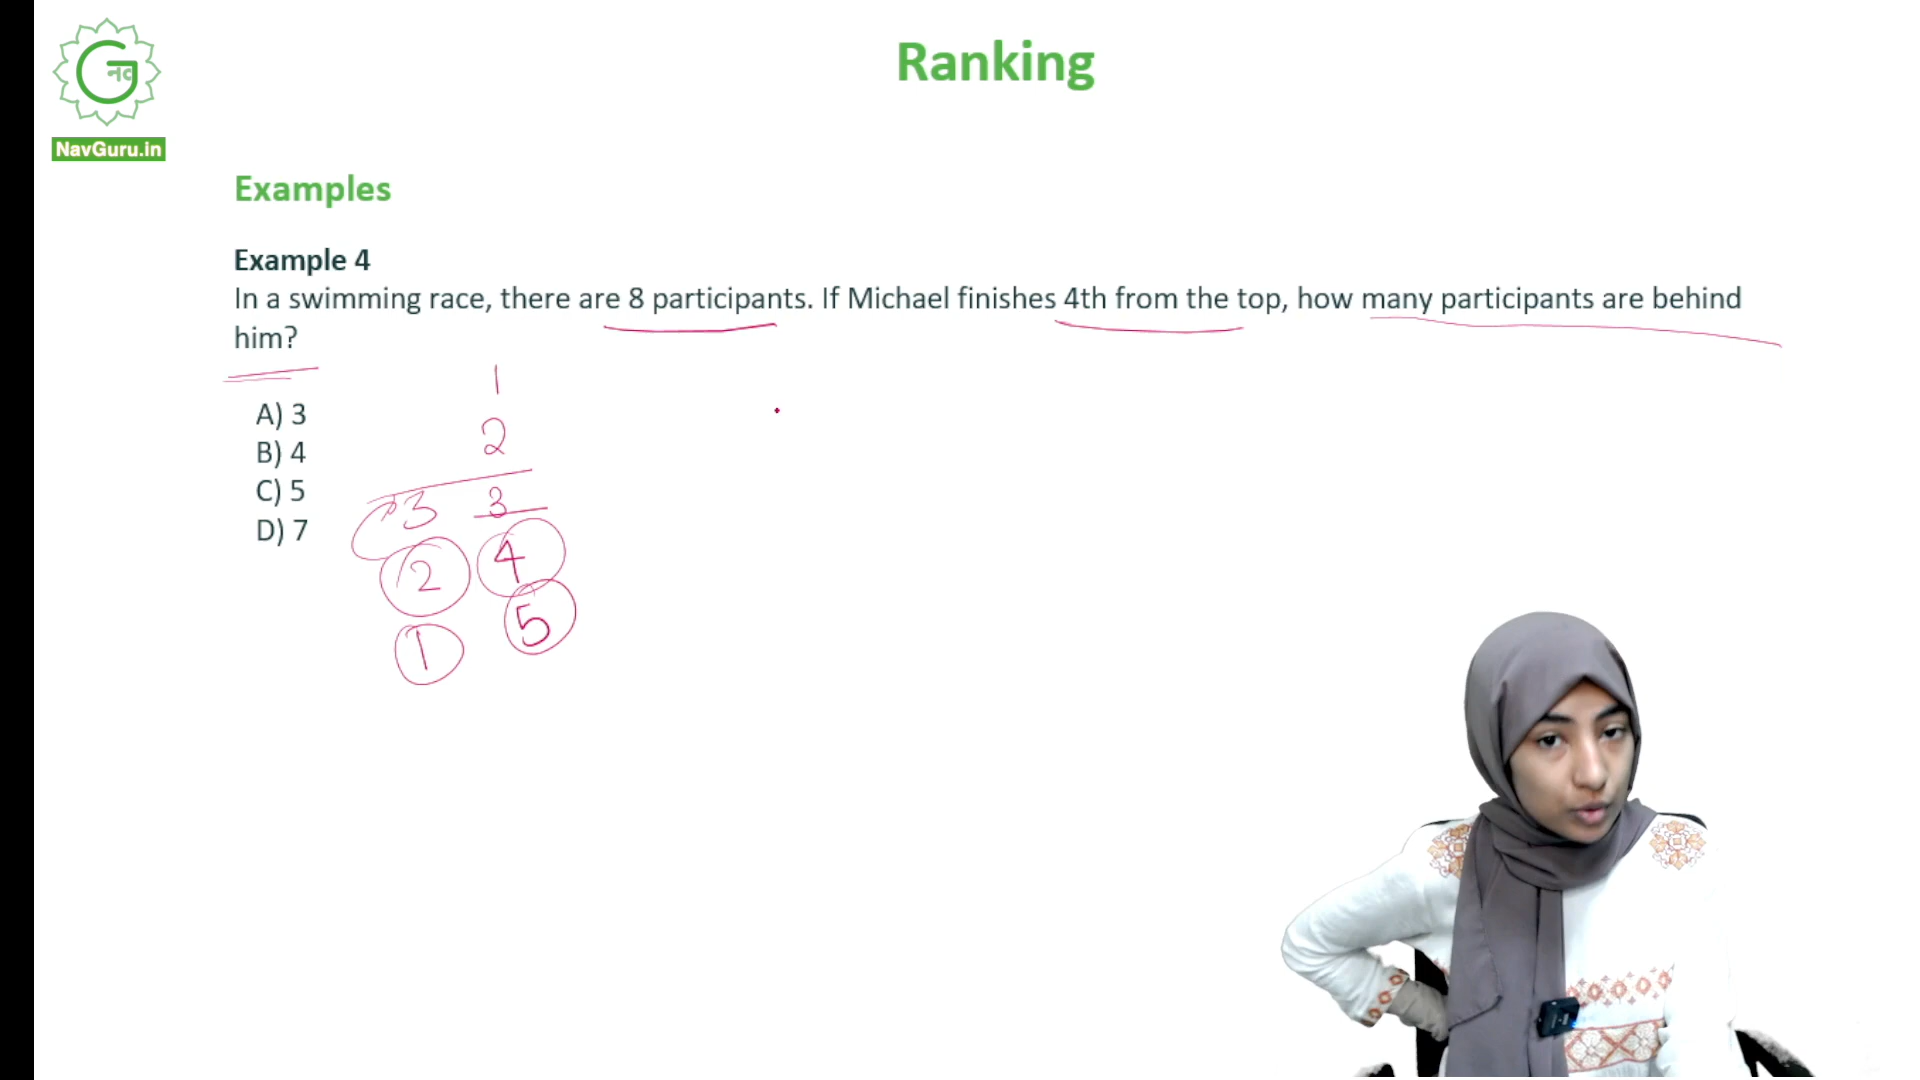 नव
NavGuru.in
Ranking
Examples
Example 4
In a swimming race, there are 8 participants. If Michael finishes 4th from the top, how many participants are behind
him?
A) 3
B) 4
C) 5
D) 7
1
2
3 3
2 4
1 5